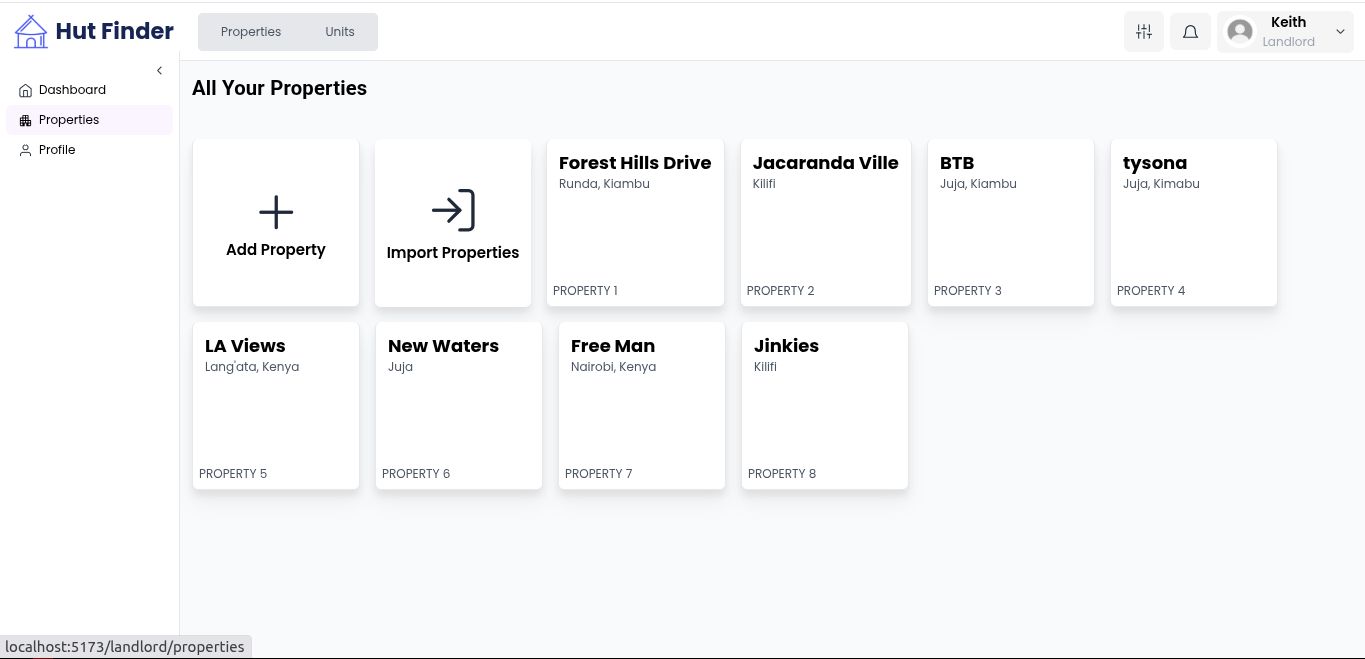 Hut Finder
Properties
Units
Keith
Landlord
Dashboard
Properties
Profile
All Your Properties
Add Property
Import Properties
Forest Hills Drive
Runda, Kiambu
PROPERTY 1
Jacaranda Ville
Kilifi
PROPERTY 2
BTB
Juja, Kiambu
PROPERTY 3
tysona
Juja, Kimabu
PROPERTY 4
LA Views
Lang'ata, Kenya
PROPERTY 5
New Waters
Juja
PROPERTY 6
Free Man
Nairobi, Kenya
PROPERTY 7
Jinkies
Kilifi
PROPERTY 8
localhost:5173/landlord/properties